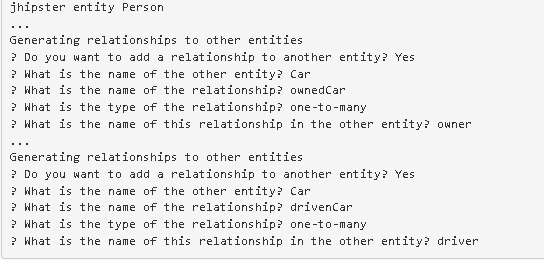 jhipster entity Person
...
Generating relationships to other entities
? Do you want to add a relationship to another entity? Yes
? What is the name of the other entity? Car
? What is the name of the relationship? ownedCar
? What is the type of the relationship? one-to-many
? What is the name of this relationship in the other entity? owner
...
Generating relationships to other entities
? Do you want to add a relationship to another entity? Yes
? What is the name of the other entity? Car
? What is the name of the relationship? drivenCar
? What is the type of the relationship? one-to-many
? What is the name of this relationship in the other entity? driver